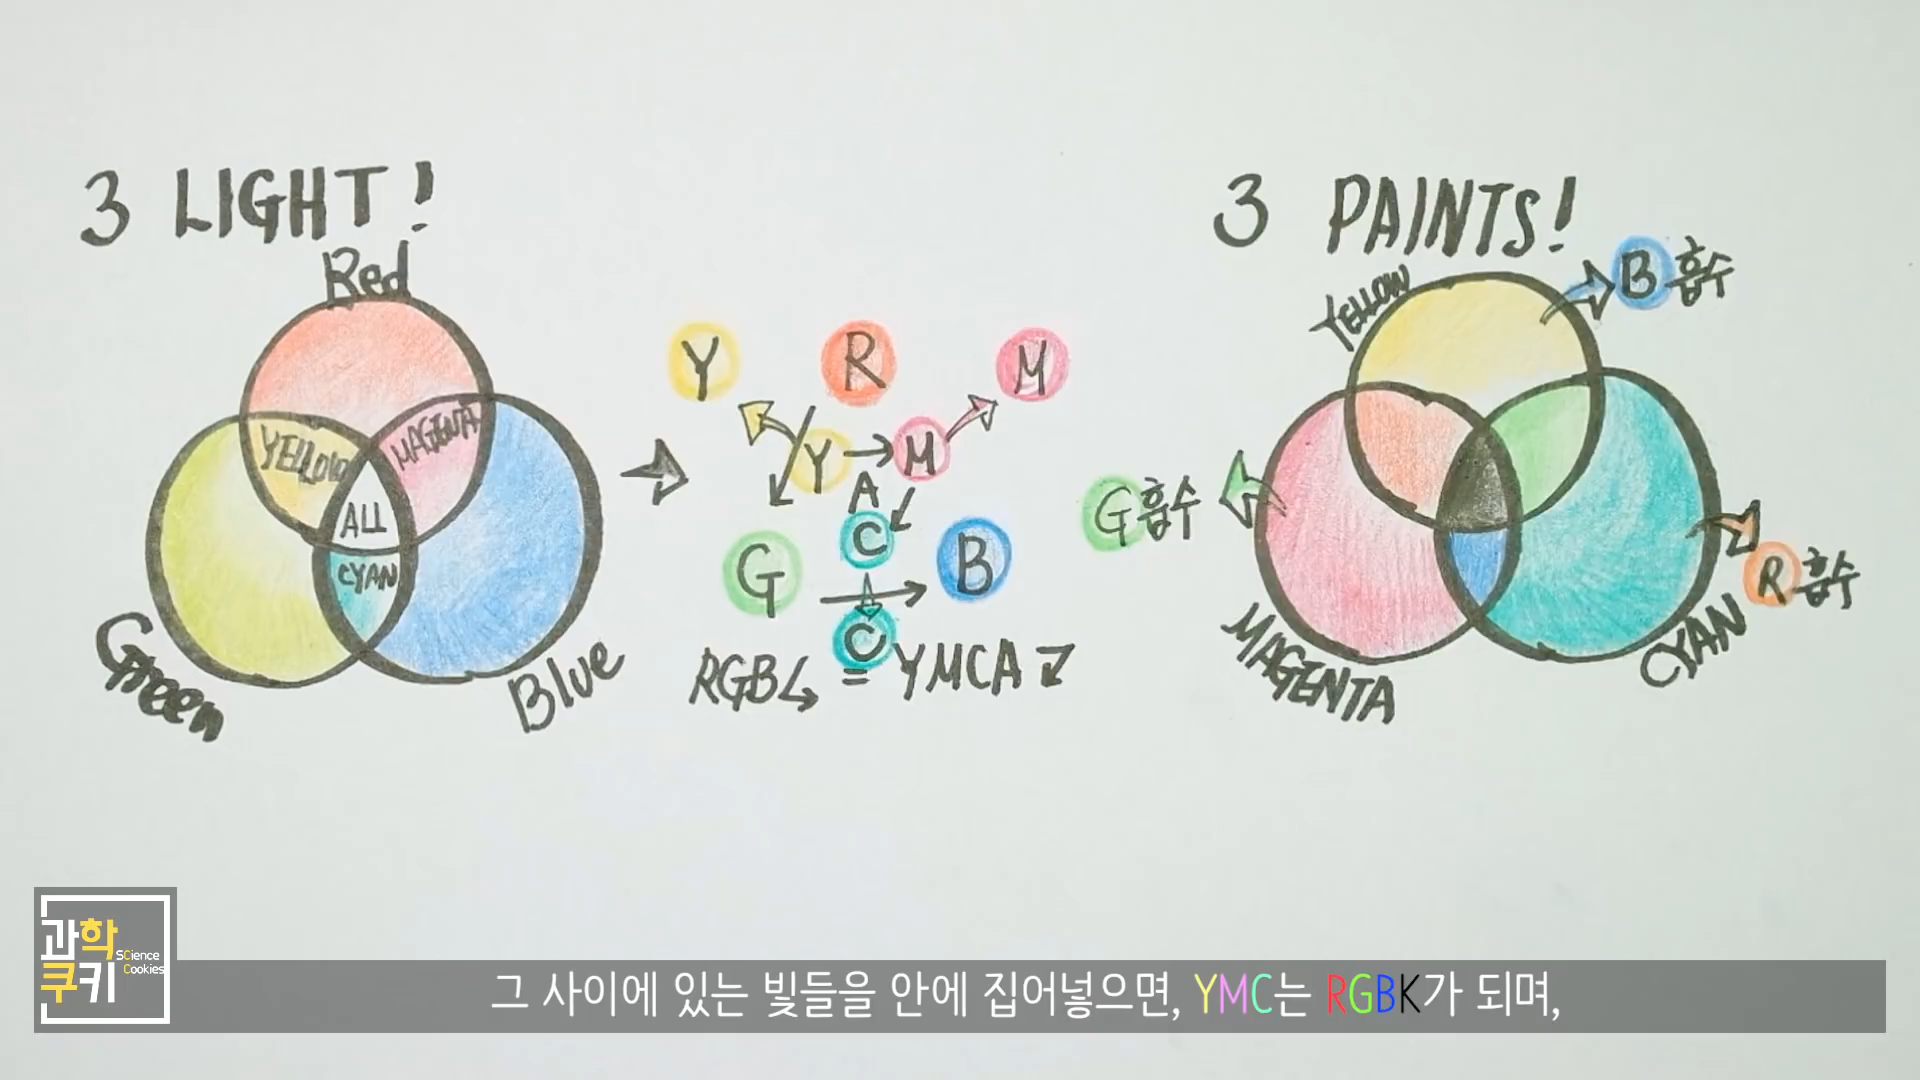 3 LIGHT!
Red
YELLOW
MAGENTA
ALL
CYAN
Green
Blue
Y
R
M
Y
M
A
C
G
B
C
RGB
=
YMCA
3 PAINTS!
YELLOW
B 흡수
G 흡수
R 흡수
MAGENTA
CYAN
과학
쿠키
SCience
Cookies
그 사이에 있는 빛들을 안에 집어넣으면, YMC는 RGBK가 되며,